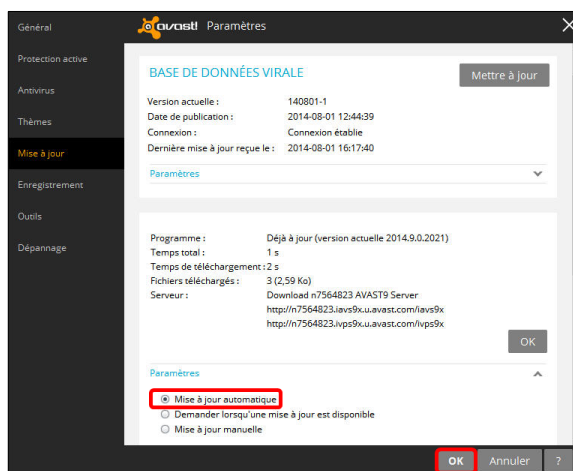 avast! Paramètres
Général
Protection active
Antivirus
Thèmes
Mise à jour
Enregistrement
Outils
Dépannage
BASE DE DONNÉES VIRALE
Mettre à jour
Version actuelle : 140801-1
Date de publication : 2014-08-01 12:44:39
Connexion : Connexion établie
Dernière mise à jour reçue le : 2014-08-01 16:17:40
Paramètres
Programme : Déjà à jour (version actuelle 2014.9.0.2021)
Temps total : 1 s
Temps de téléchargement : 2 s
Fichiers téléchargés : 3 (2,59 Ko)
Serveur : Download n7564823 AVAST9 Server
http://n7564823.iavs9x.u.avast.com/iavs9x
http://n7564823.ivps9x.u.avast.com/ivps9x
OK
Paramètres
Mise à jour automatique
Demander lorsqu'une mise à jour est disponible
Mise à jour manuelle
OK Annuler ?